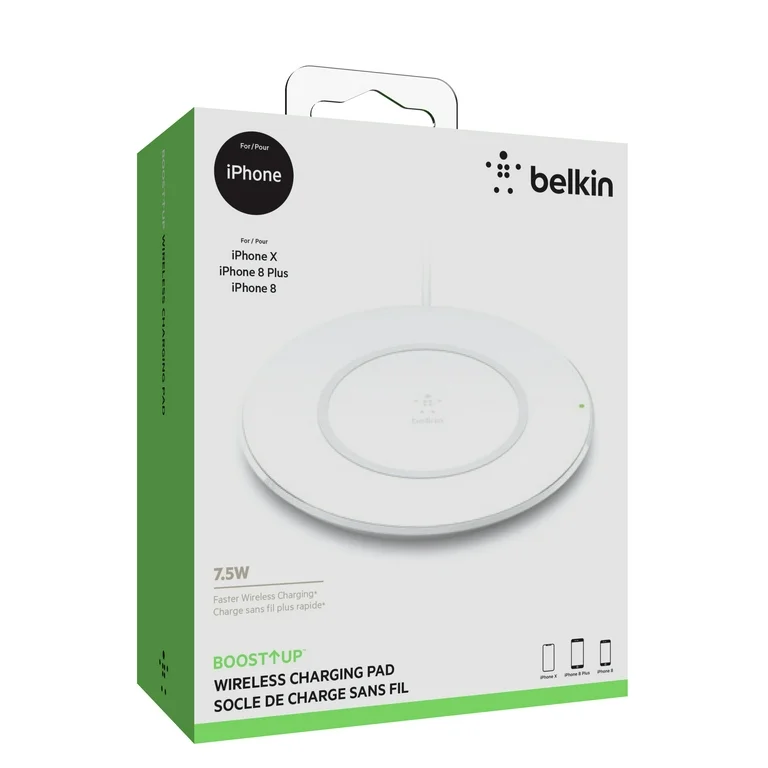 For/Pour
iPhone
belkin
For / Pour
iPhone X
iPhone 8 Plus
iPhone 8
BOOST↑UP WIRELESS CHARGING PAD
belkin
7.5W
Faster Wireless Charging*
Charge sans fil plus rapide*
BOOST↑UP™
WIRELESS CHARGING PAD
SOCLE DE CHARGE SANS FIL
iPhone X
iPhone 8 Plus
iPhone 8